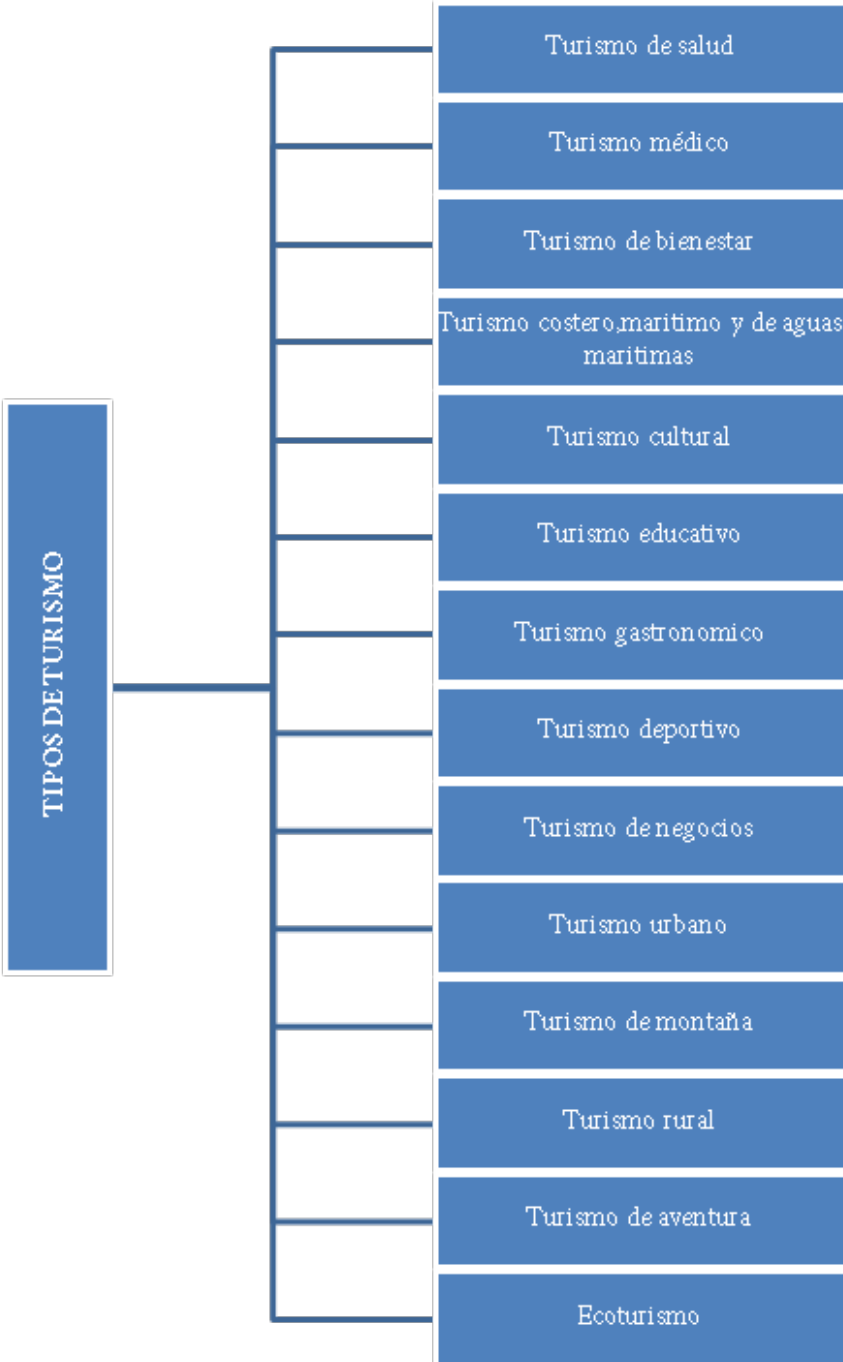 TIPOS DE TURISMO
Turismo de salud
Turismo médico
Turismo de bienestar
Turismo costero,maritimo y de aguas
maritimas
Turismo cultural
Turismo educativo
Turismo gastronomico
Turismo deportivo
Turismo de negocios
Turismo urbano
Turismo de montaña
Turismo rural
Turismo de aventura
Ecoturismo